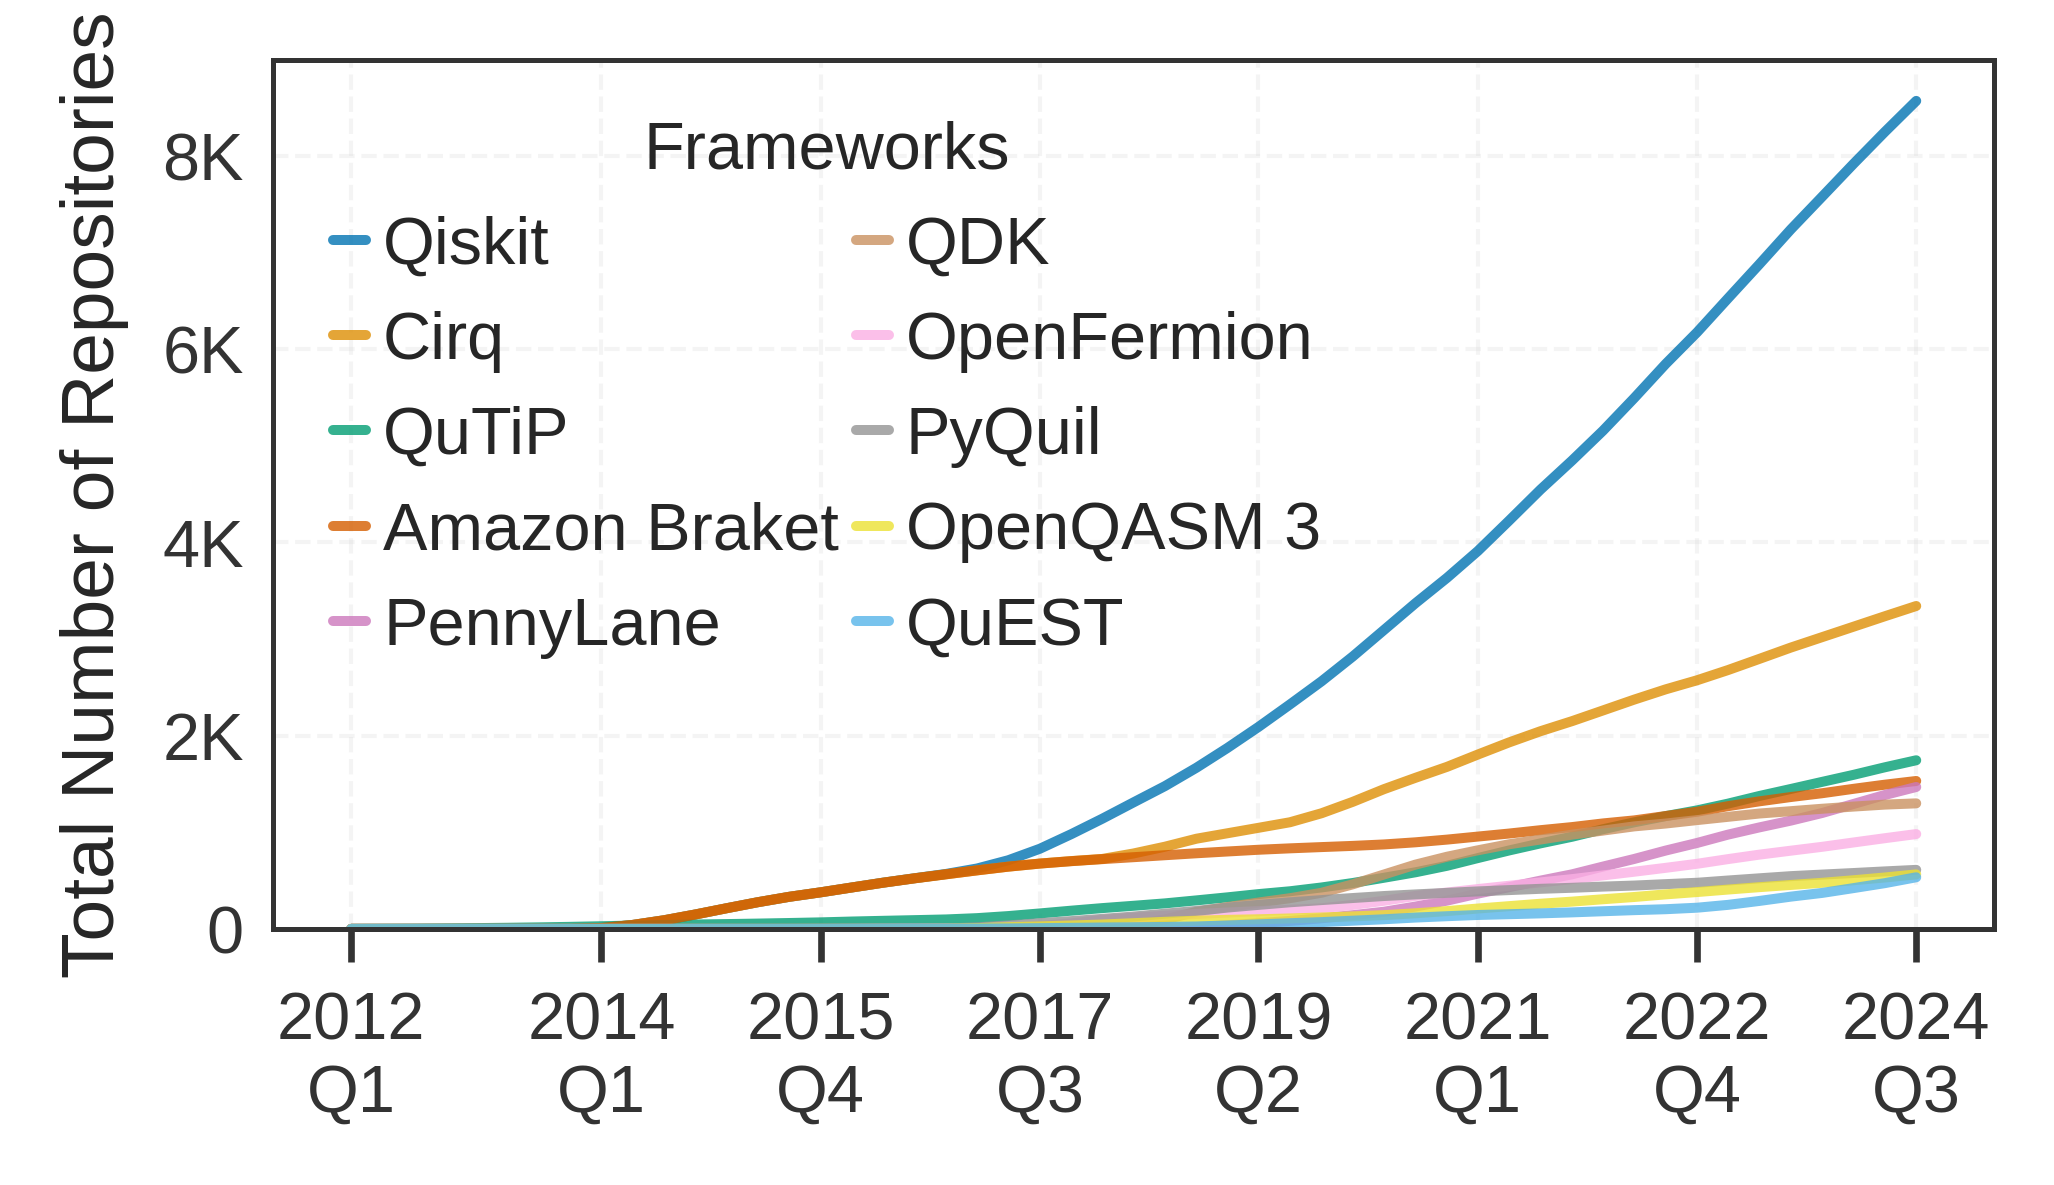 Total Number of Repositories
8K
6K
4K
2K
0
Frameworks
Qiskit
Cirq
QuTiP
Amazon Braket
PennyLane
QDK
OpenFermion
PyQuil
OpenQASM 3
QuEST
2012 Q1
2014 Q1
2015 Q4
2017 Q3
2019 Q2
2021 Q1
2022 Q4
2024 Q3